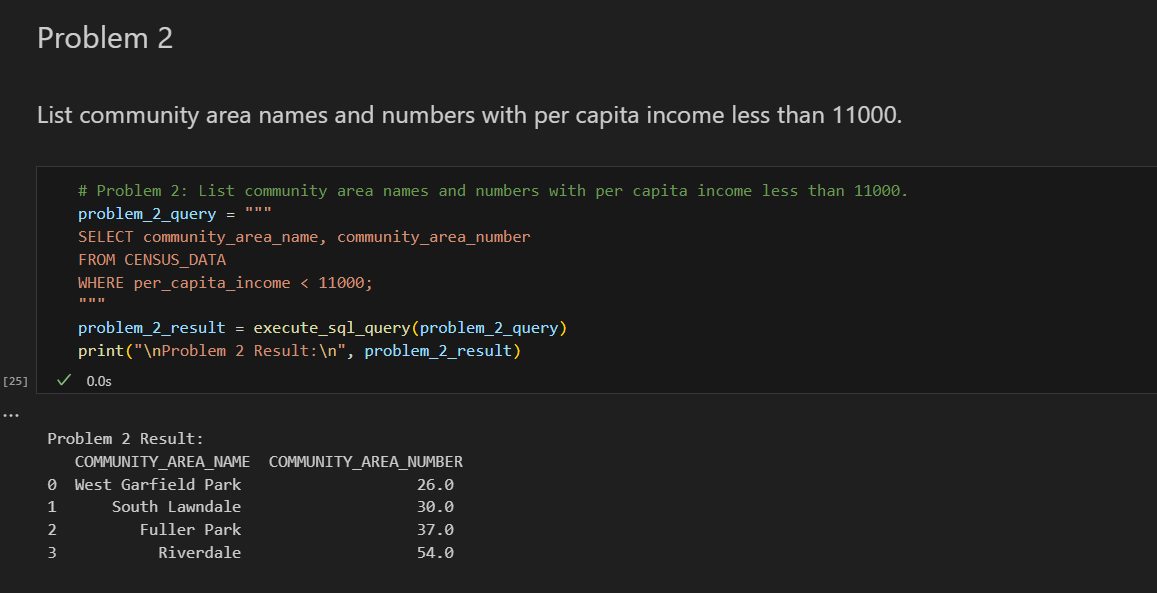 Problem 2
List community area names and numbers with per capita income less than 11000.
# Problem 2: List community area names and numbers with per capita income less than 11000.
problem_2_query = """
SELECT community_area_name, community_area_number
FROM CENSUS_DATA
WHERE per_capita_income < 11000;
"""
problem_2_result = execute_sql_query(problem_2_query)
print("\nProblem 2 Result:\n", problem_2_result)
[25] ✓ 0.0s
...
Problem 2 Result:
COMMUNITY_AREA_NAME COMMUNITY_AREA_NUMBER
0 West Garfield Park 26.0
1 South Lawndale 30.0
2 Fuller Park 37.0
3 Riverdale 54.0